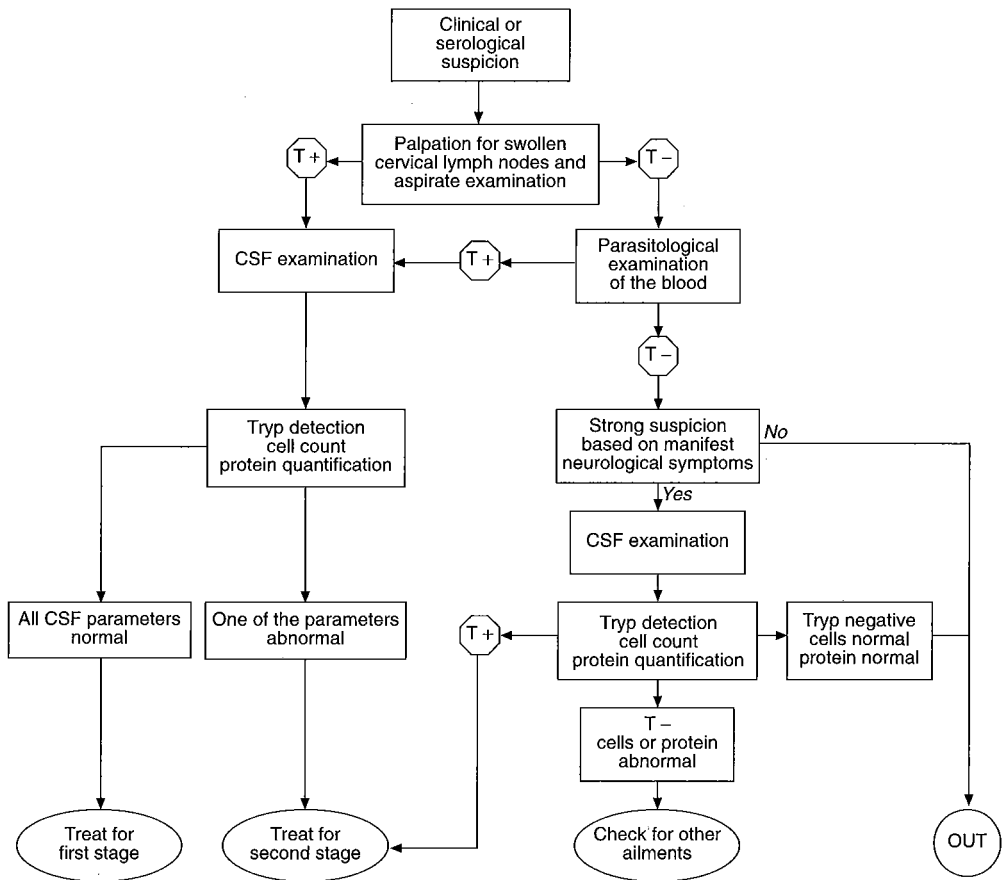 Clinical or
serological
suspicion
Palpation for swollen
cervical lymph nodes and
aspirate examination
T+
T−
CSF examination
T+
Parasitological
examination
of the blood
T−
Tryp detection
cell count
protein quantification
Strong suspicion
based on manifest
neurological symptoms
No
Yes
CSF examination
All CSF parameters
normal
One of the parameters
abnormal
T+
Tryp detection
cell count
protein quantification
Tryp negative
cells normal
protein normal
T−
cells or protein
abnormal
Treat for
first stage
Treat for
second stage
Check for other
ailments
OUT